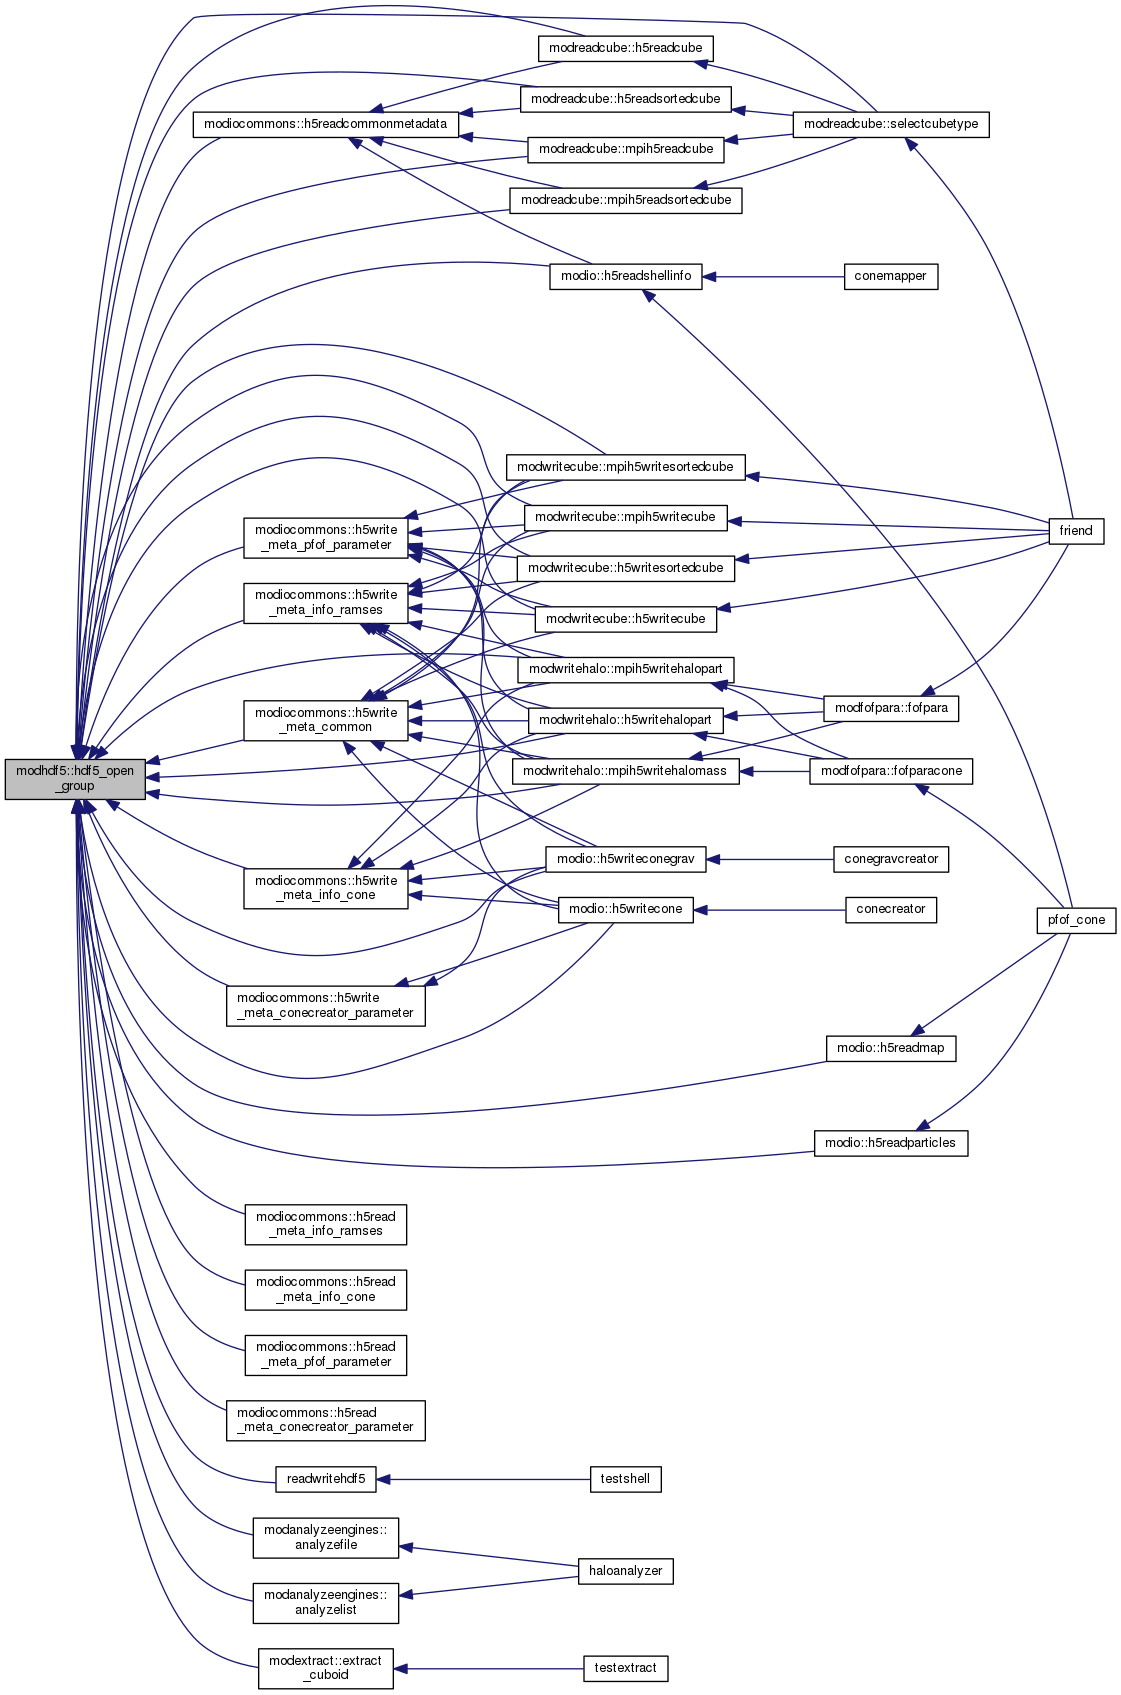 modreadcube::h5readcube
modreadcube::h5readsortedcube
modiocommons::h5readcommonmetadata
modreadcube::selectcubetype
modreadcube::mpih5readcube
modreadcube::mpih5readsortedcube
modio::h5readshellinfo
conemapper
modwritecube::mpih5writesortedcube
modwritecube::mpih5writecube
modiocommons::h5write
_meta_pfof_parameter
friend
modwritecube::h5writesortedcube
modiocommons::h5write
_meta_info_ramses
modwritecube::h5writecube
modwritehalo::mpih5writehalopart
modfofpara::fofpara
modiocommons::h5write
_meta_common
modwritehalo::h5writehalopart
modhdf5::hdf5_open
_group
modwritehalo::mpih5writehalomass
modfofpara::fofparacone
modio::h5writeconegrav
conegravcreator
modiocommons::h5write
_meta_info_cone
modio::h5writecone
conecreator
pfof_cone
modiocommons::h5write
_meta_conecreator_parameter
modio::h5readmap
modio::h5readparticles
modiocommons::h5read
_meta_info_ramses
modiocommons::h5read
_meta_info_cone
modiocommons::h5read
_meta_pfof_parameter
modiocommons::h5read
_meta_conecreator_parameter
readwritehdf5
testshell
modanalyzeengines::
analyzefile
haloanalyzer
modanalyzeengines::
analyzelist
modextract::extract
_cuboid
testextract